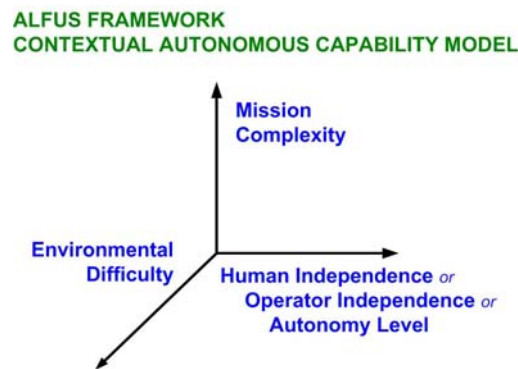 ALFUS FRAMEWORK
CONTEXTUAL AUTONOMOUS CAPABILITY MODEL
Mission
Complexity
Environmental
Difficulty
Human Independence or
Operator Independence or
Autonomy Level